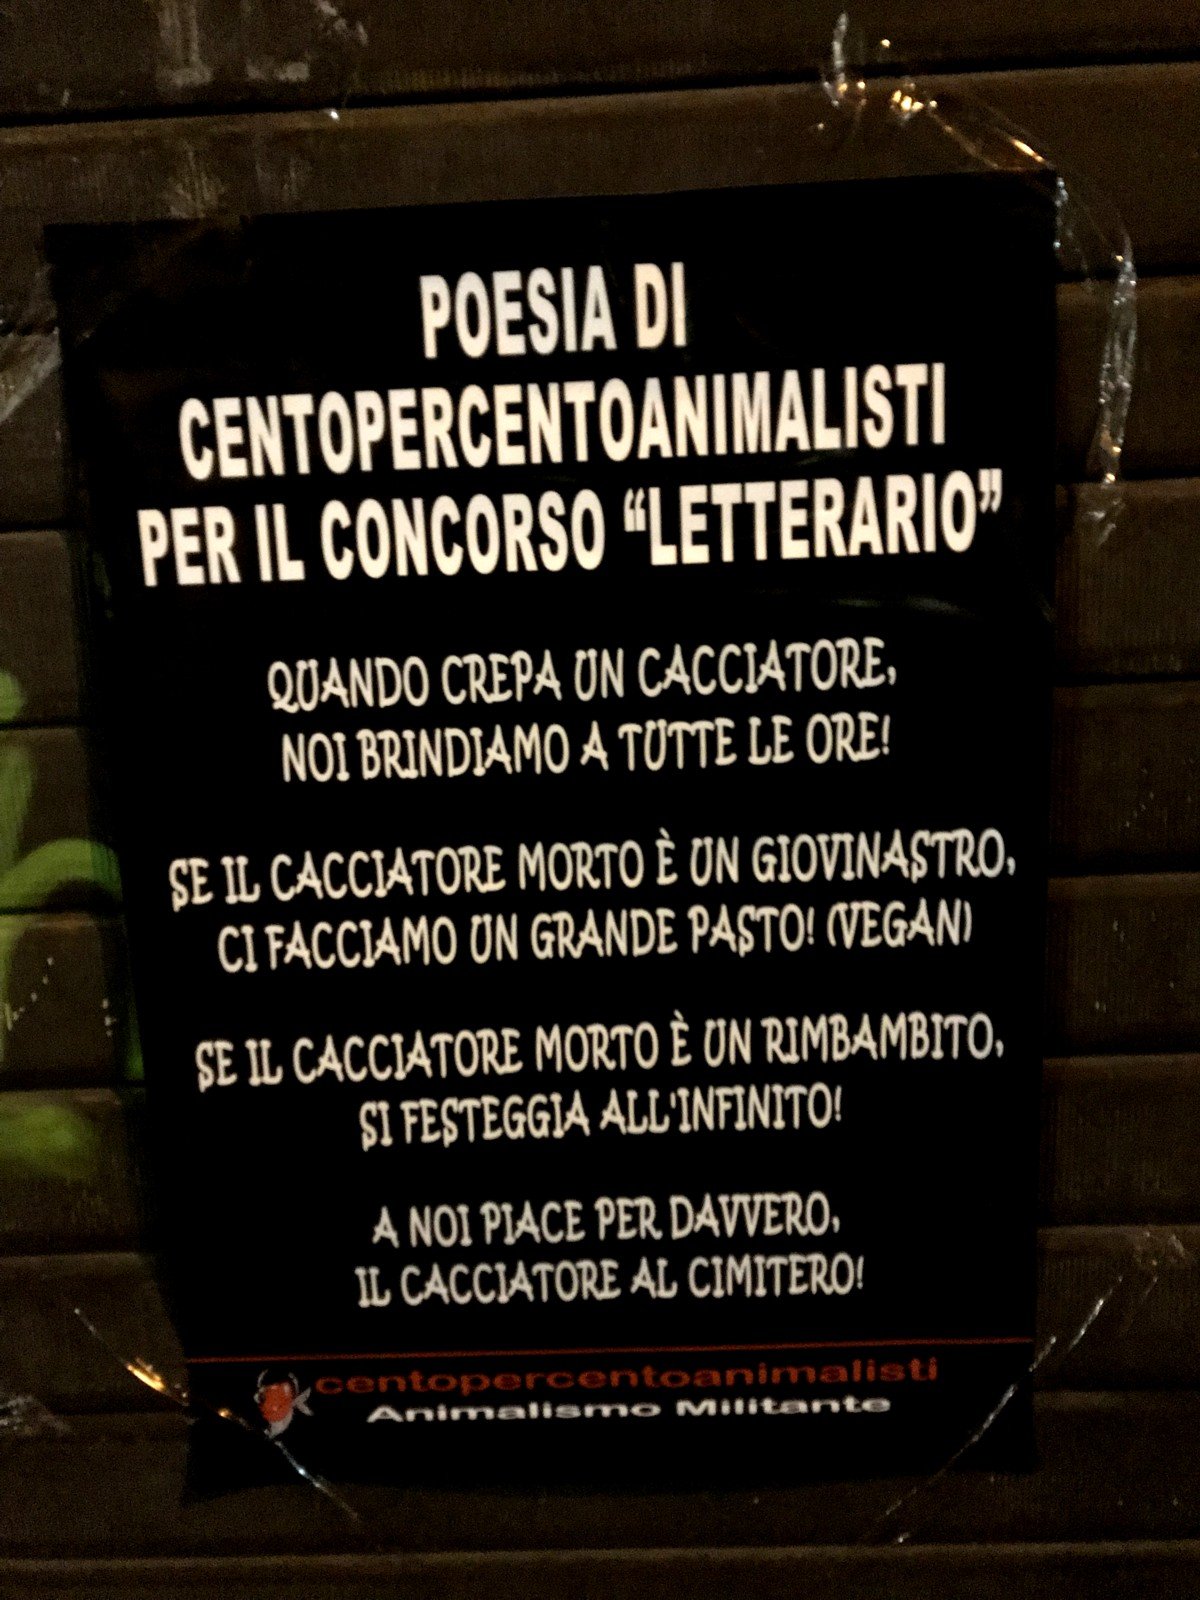 POESIA DI
CENTOPERCENTOANIMALISTI
PER IL CONCORSO “LETTERARIO”
QUANDO CREPA UN CACCIATORE,
NOI BRINDIAMO A TUTTE LE ORE!
SE IL CACCIATORE MORTO È UN GIOVINASTRO,
CI FACCIAMO UN GRANDE PASTO! (VEGAN)
SE IL CACCIATORE MORTO È UN RIMBAMBITO,
SI FESTEGGIA ALL'INFINITO!
A NOI PIACE PER DAVVERO,
IL CACCIATORE AL CIMITERO!
centopercentoanimalisti
Animalismo Militante